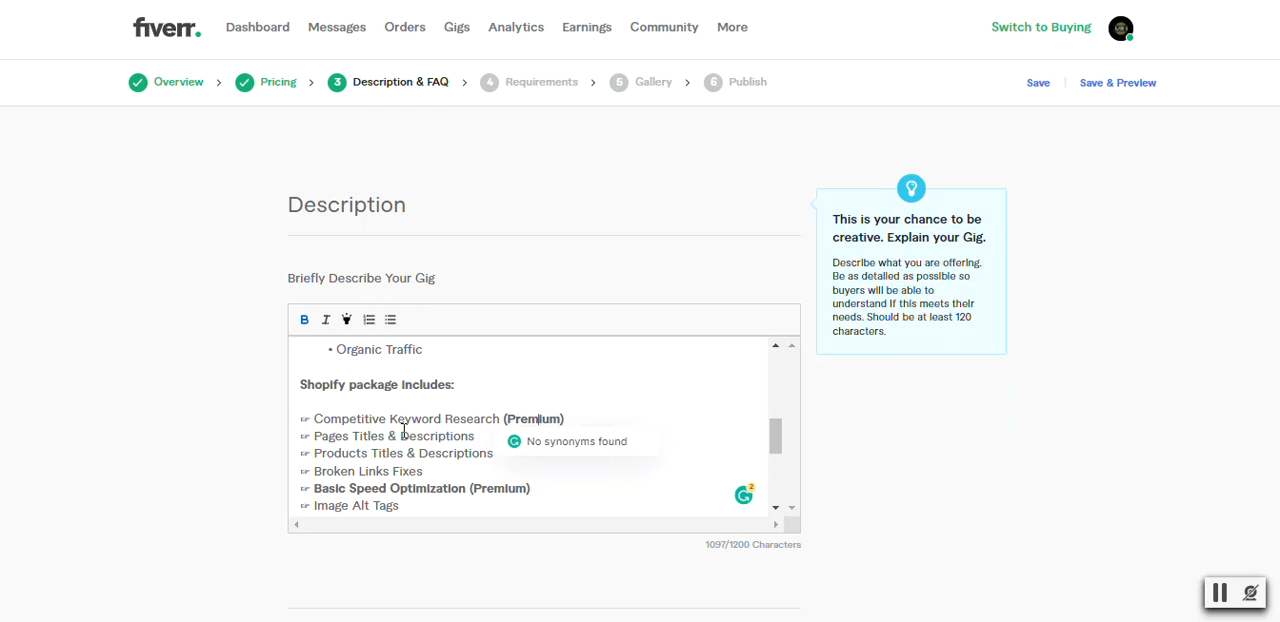 fiverr. Dashboard Messages Orders Gigs Analytics Earnings Community More Switch to Buying
Overview > Pricing > 3 Description & FAQ > 4 Requirements > 5 Gallery > 6 Publish Save Save & Preview
Description
This is your chance to be
creative. Explain your Gig.
Describe what you are offering.
Be as detailed as possible so
buyers will be able to
understand if this meets their
needs. Should be at least 120
characters.
Briefly Describe Your Gig
B I
• Organic Traffic
Shopify package includes:
☞ Competitive Keyword Research (Premium)
☞ Pages Titles & Descriptions
No synonyms found
☞ Products Titles & Descriptions
☞ Broken Links Fixes
☞ Basic Speed Optimization (Premium)
2
☞ Image Alt Tags
1097/1200 Characters